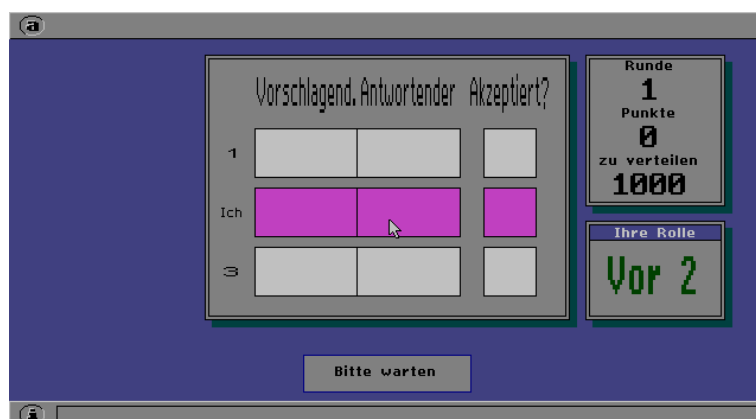 a
Vorschlagend. Antwortender Akzeptiert?
1
Ich
3
Runde
1
Punkte
0
zu verteilen
1000
Ihre Rolle
Vor 2
Bitte warten
i